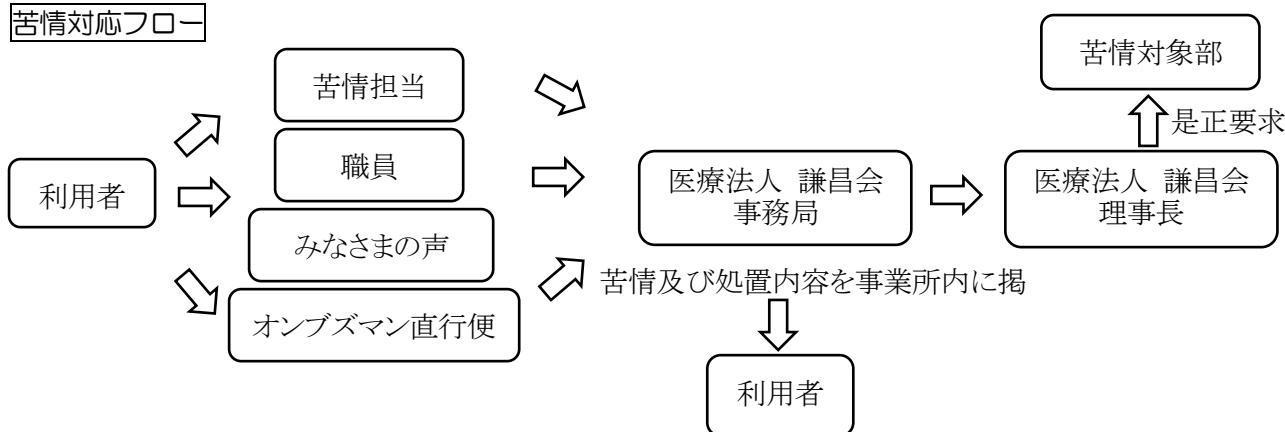 苦情対応フロー
利用者
苦情担当
職員
みなさまの声
オンブズマン直行便
医療法人 謙昌会
事務局
医療法人 謙昌会
理事長
是正要求
苦情対象部
苦情及び処置内容を事業所内に掲
利用者